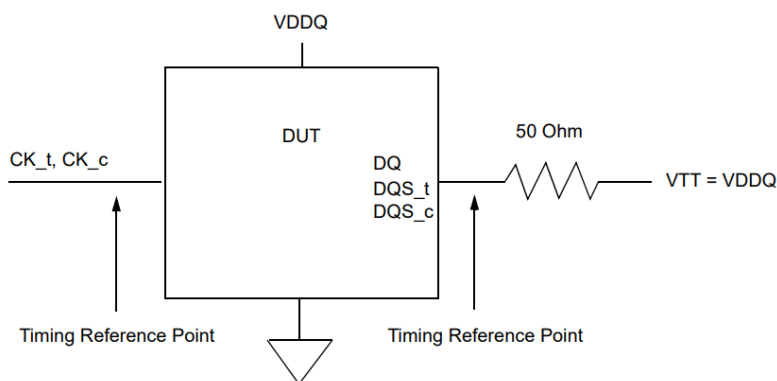 VDDQ
DUT
50 Ohm
CK_t, CK_c
DQ
DQS_t
DQS_c
VTT = VDDQ
Timing Reference Point
Timing Reference Point